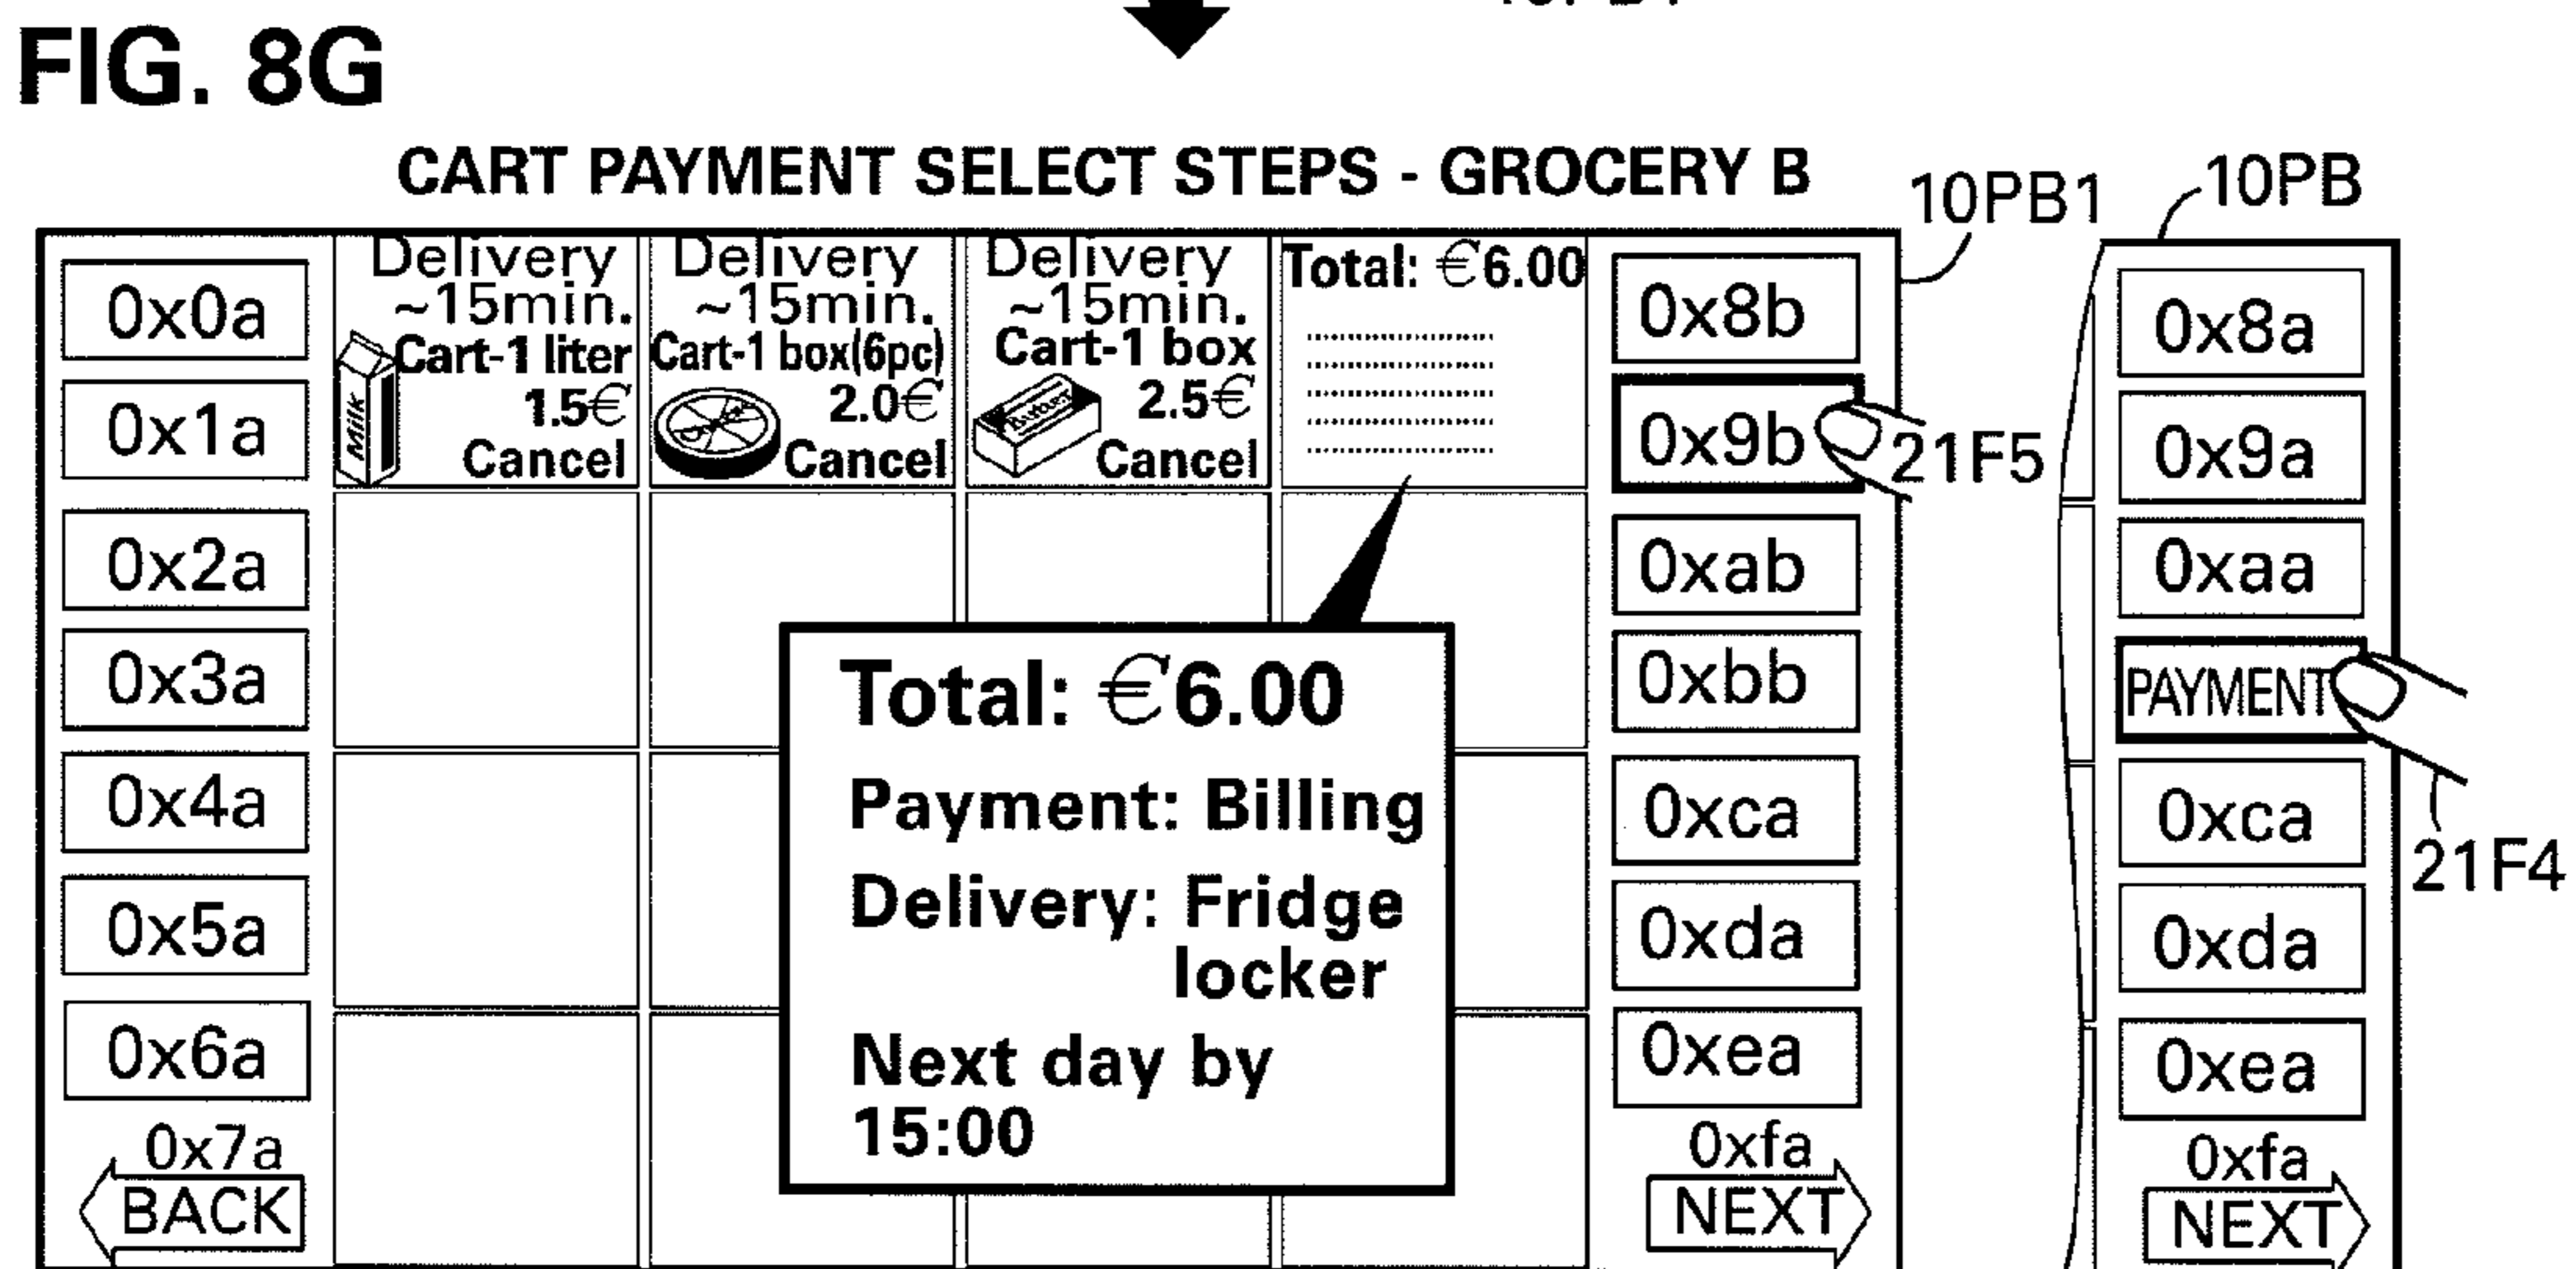 FIG. 8G
CART PAYMENT SELECT STEPS - GROCERY B
10PB1
10PB
0x0a
0x1a
0x2a
0x3a
0x4a
0x5a
0x6a
0x7a
BACK
Delivery
~15min.
Cart-1 liter
1.5€
Milk
Cancel
Delivery
~15min.
Cart-1 box(6pc)
2.0€
Cancel
Delivery
~15min.
Cart-1 box
2.5€
Butter
Cancel
Total: €6.00
Total: €6.00
Payment: Billing
Delivery: Fridge
locker
Next day by
15:00
0x8b
0x9b
21F5
0xab
0xbb
0xca
0xda
0xea
0xfa
NEXT
0x8a
0x9a
0xaa
PAYMENT
21F4
0xca
0xda
0xea
0xfa
NEXT